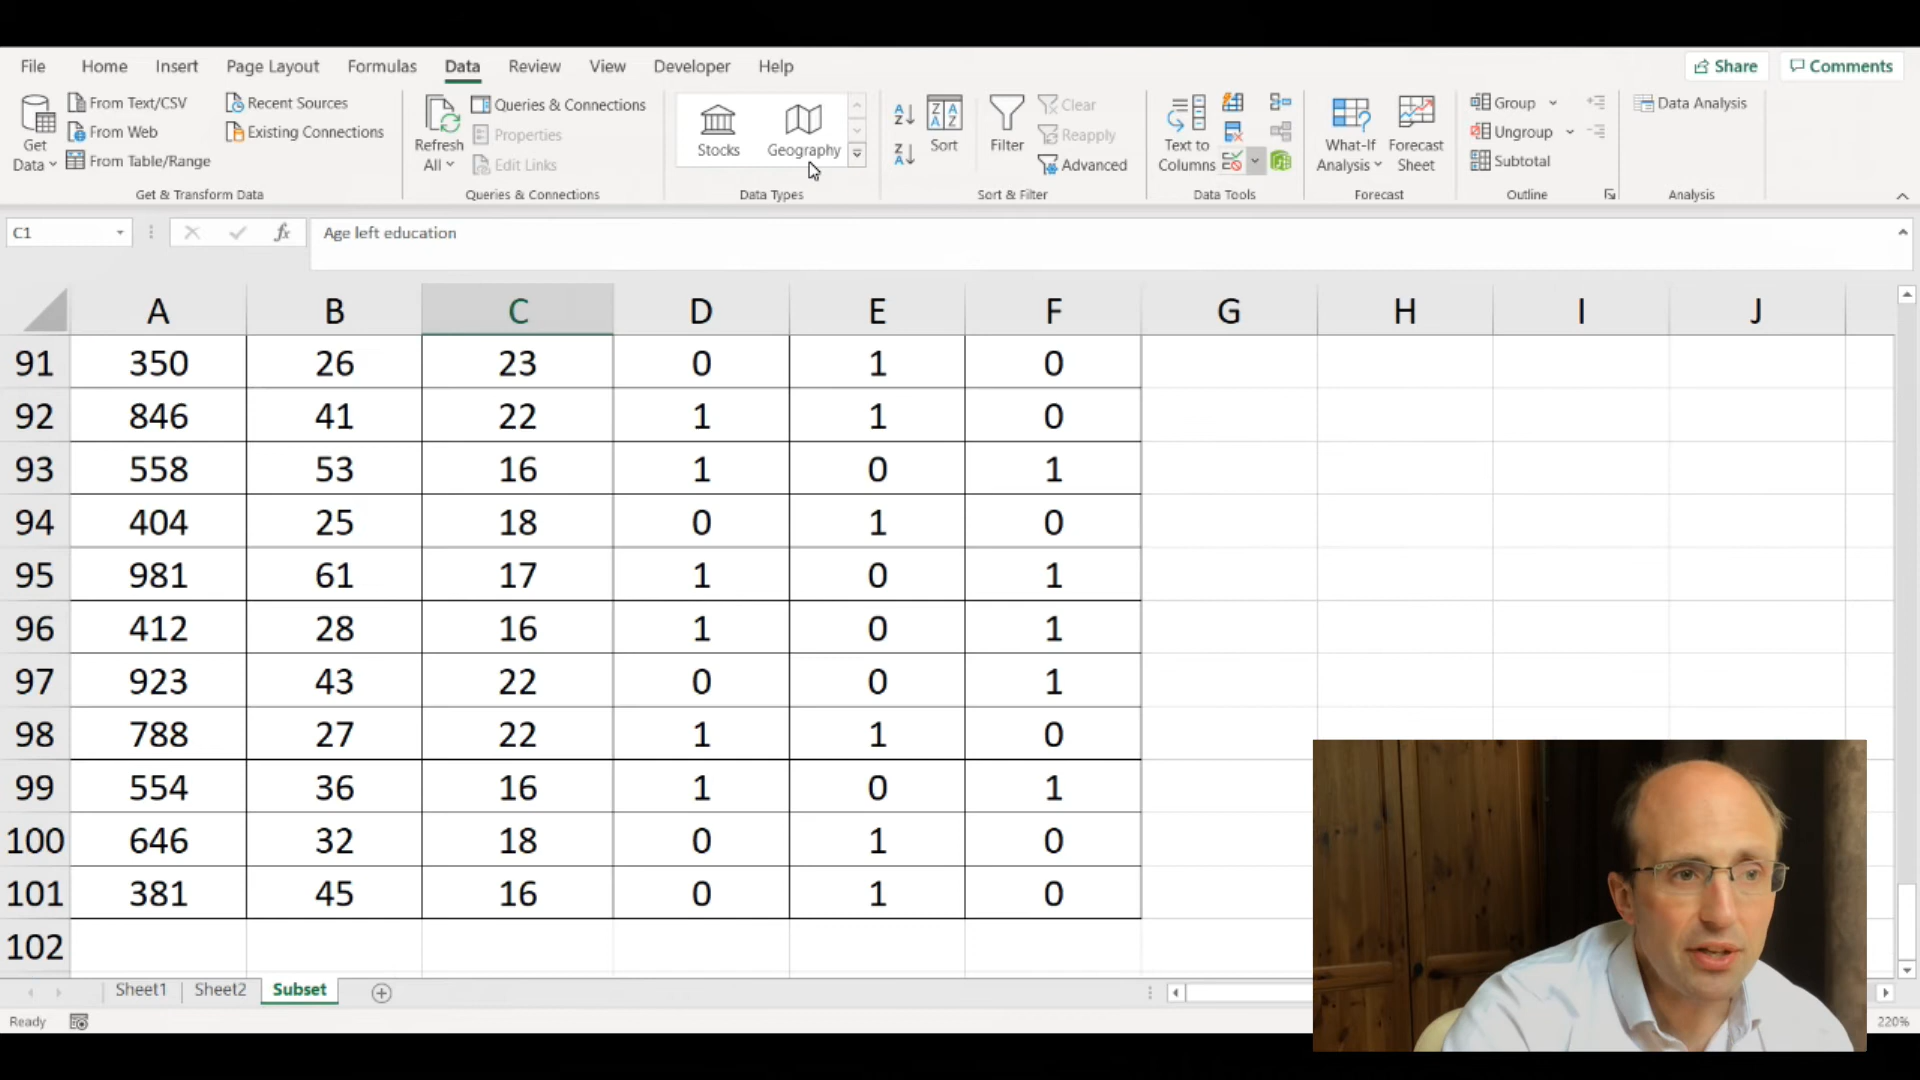 File Home Insert Page Layout Formulas Data Review View Developer Help Share Comments
Get Data
From Text/CSV
From Web
From Table/Range
Recent Sources
Existing Connections
Get & Transform Data
Refresh All
Queries & Connections
Properties
Edit Links
Queries & Connections
Stocks
Geography
Data Types
Sort
Filter
Clear
Reapply
Advanced
Sort & Filter
Text to Columns
Data Tools
What-If Analysis
Forecast Sheet
Forecast
Group
Ungroup
Subtotal
Outline
Data Analysis
Analysis
C1 fx Age left education
A B C D E F G H I J
91 350 26 23 0 1 0
92 846 41 22 1 1 0
93 558 53 16 1 0 1
94 404 25 18 0 1 0
95 981 61 17 1 0 1
96 412 28 16 1 0 1
97 923 43 22 0 0 1
98 788 27 22 1 1 0
99 554 36 16 1 0 1
100 646 32 18 0 1 0
101 381 45 16 0 1 0
102
Sheet1 Sheet2 Subset
Ready 220%